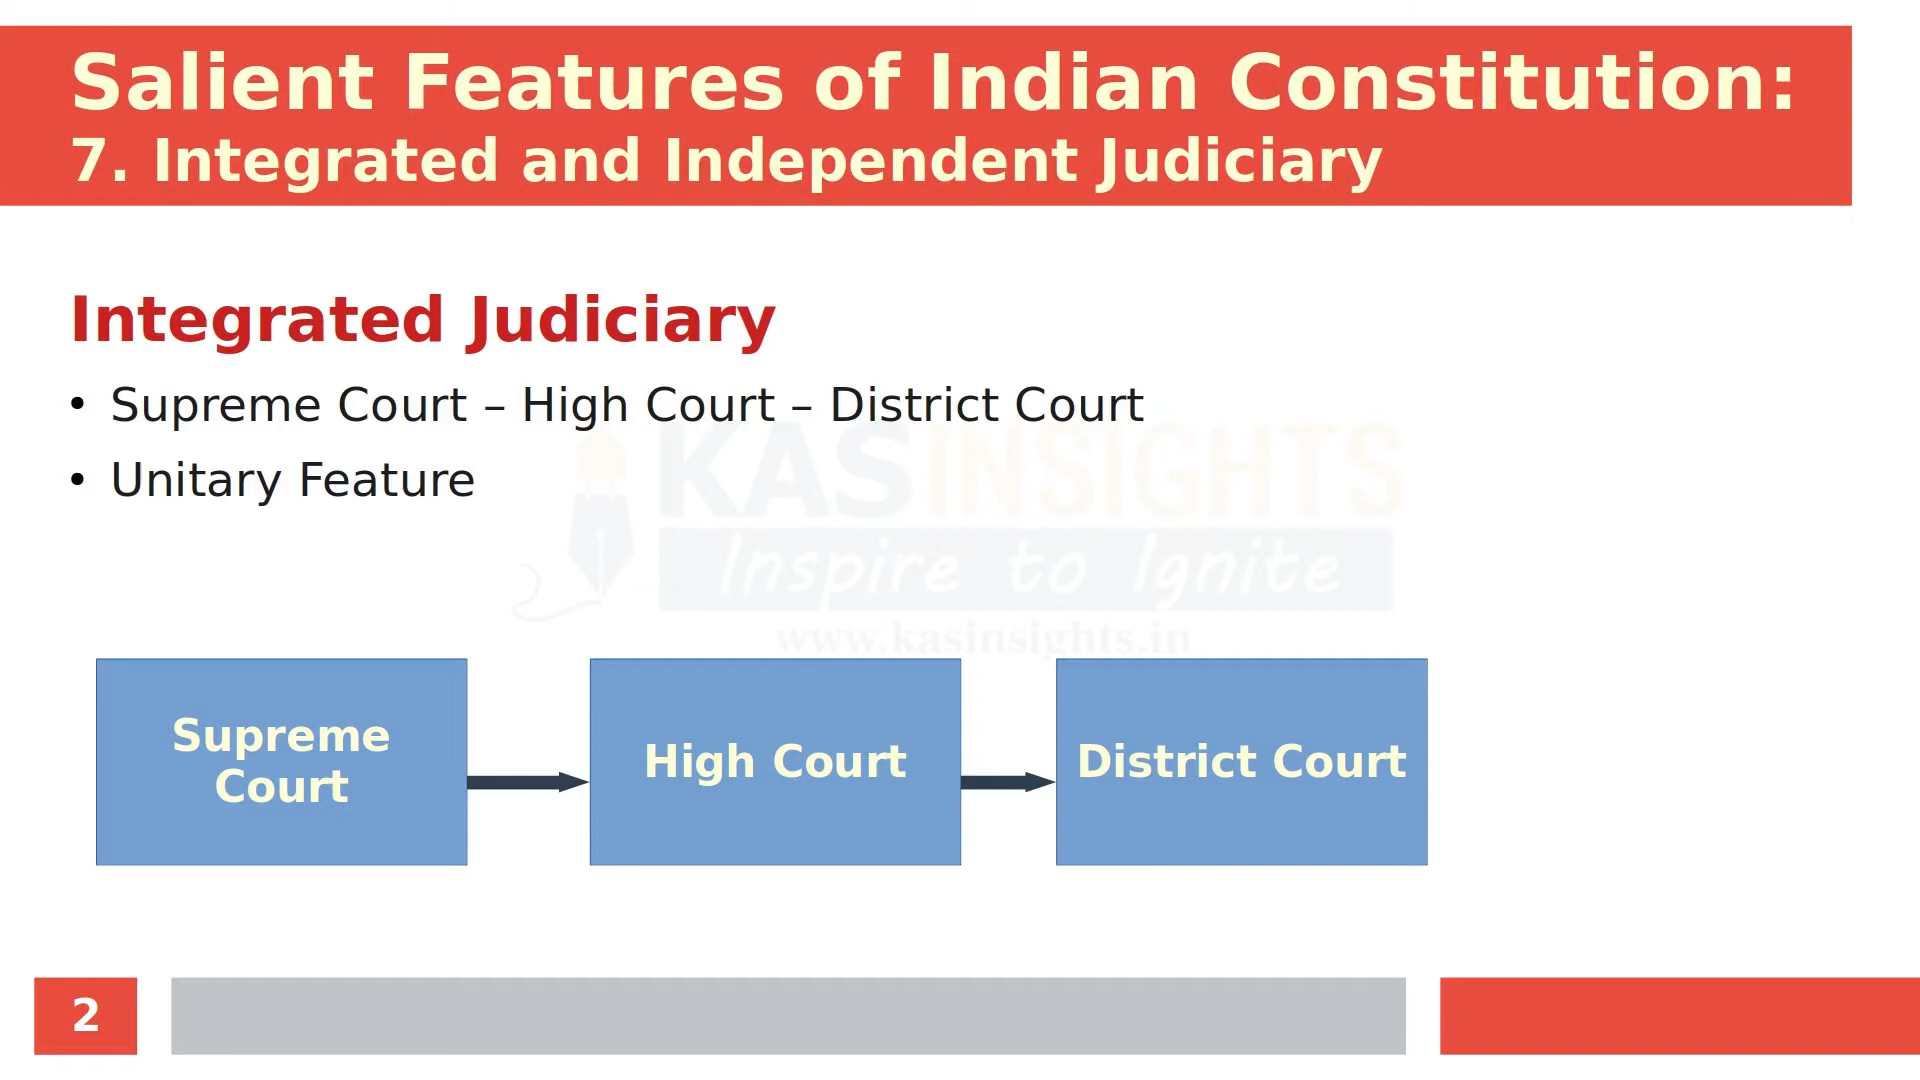 Salient Features of Indian Constitution:
7. Integrated and Independent Judiciary
Integrated Judiciary
• Supreme Court – High Court – District Court
• Unitary Feature
KASINSIGHTS
Inspire to Ignite
www.kasinsights.in
Supreme
Court
High Court
District Court
2